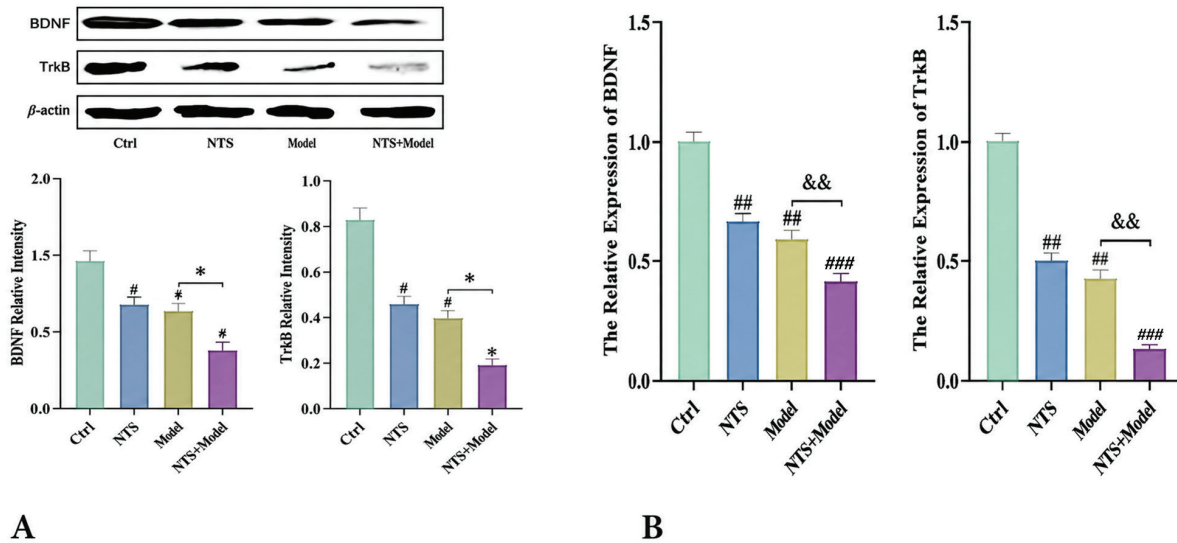 BDNF
TrkB
β-actin
Ctrl NTS Model NTS+Model
BDNF Relative Intensity
2.0
1.5
0.5
0.0
#
*
#
*
Ctrl
NTS
Model
NTS+Model
TrkB Relative Intensity
1.0
0.8
0.6
0.4
0.2
0.0
#
#
*
*
Ctrl
NTS
Model
NTS+Model
A
The Relative Expression of BDNF
1.5
1.0
0.5
0.0
##
##
&&
###
Ctrl
NTS
Model
NTS+Model
The Relative Expression of TrkB
1.5
1.0
0.5
0.0
##
##
&&
###
Ctrl
NTS
Model
NTS+Model
B